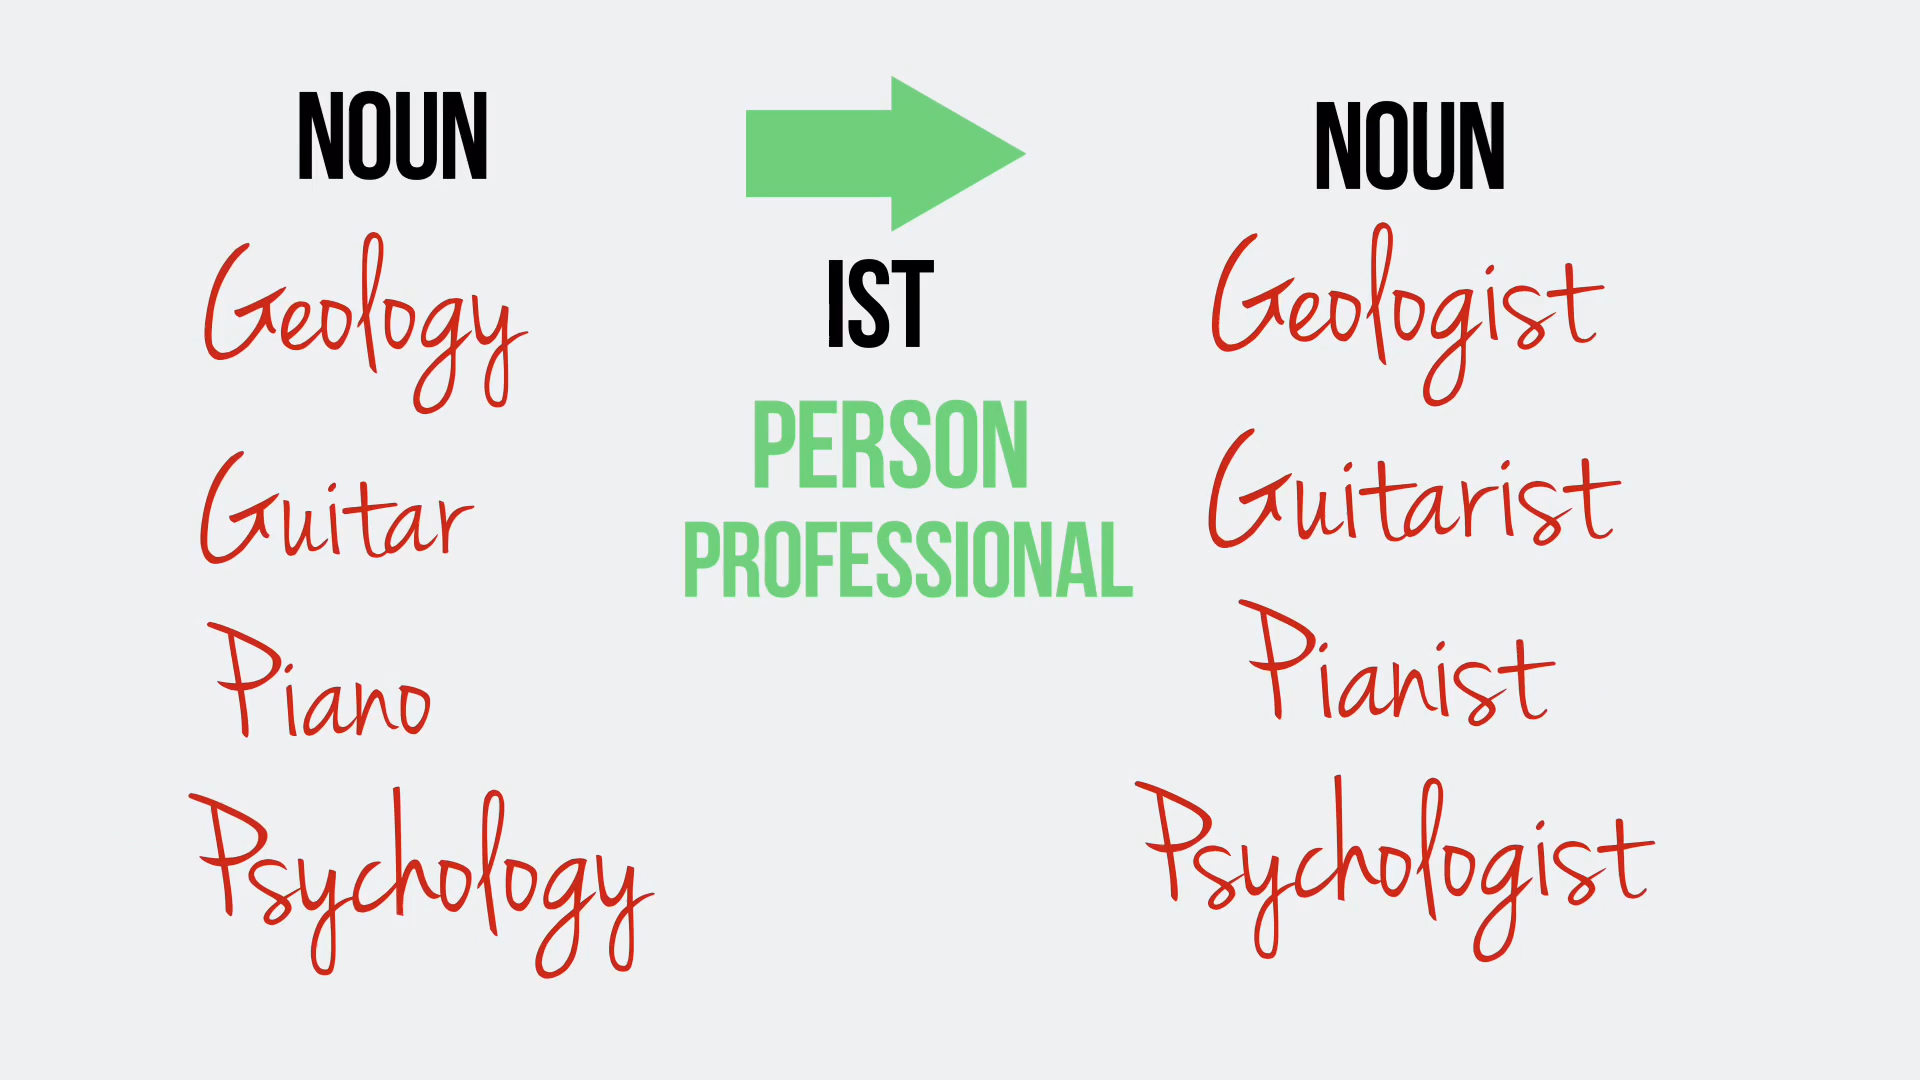 NOUN
Geology
Guitar
Piano
Psychology
IST
PERSON
PROFESSIONAL
NOUN
Geologist
Guitarist
Pianist
Psychologist